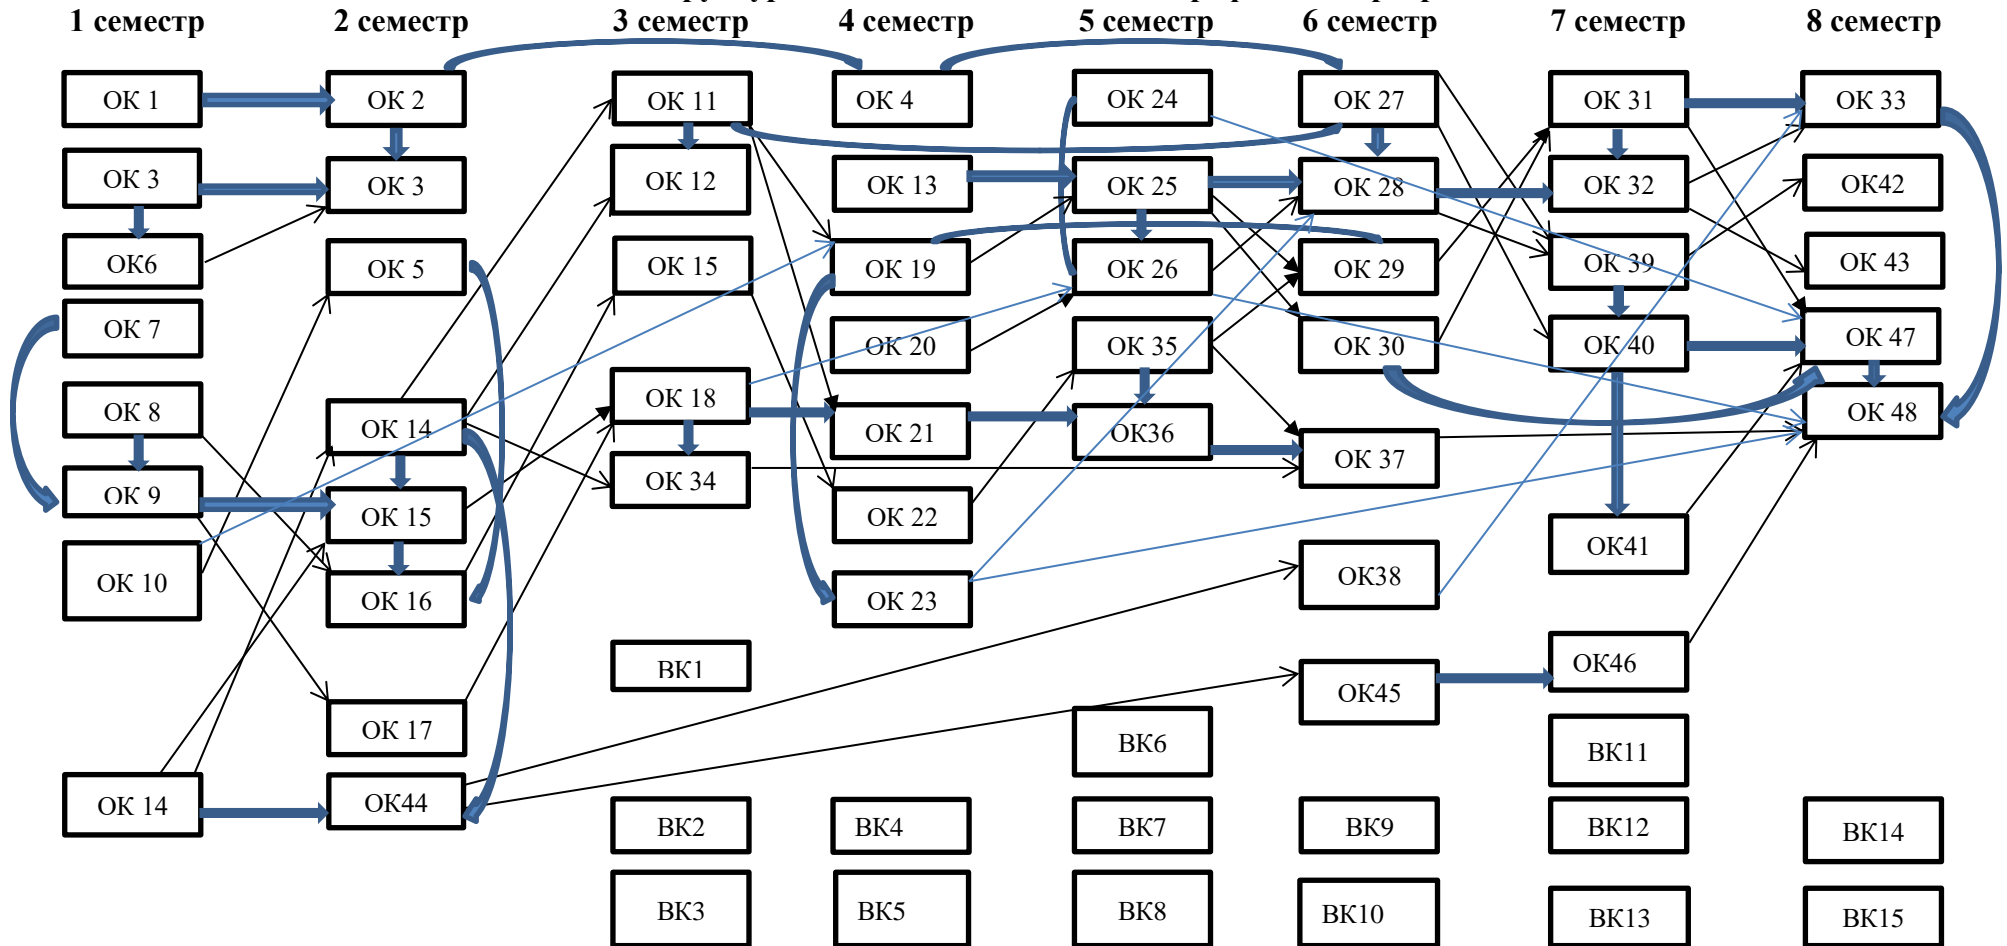 1 семестр 2 семестр 3 семестр 4 семестр 5 семестр 6 семестр 7 семестр 8 семестр
ОК 1 ОК 2 ОК 11 ОК 4 ОК 24 ОК 27 ОК 31 ОК 33
ОК 3 ОК 3 ОК 12 ОК 13 ОК 25 ОК 28 ОК 32 ОК42
ОК6 ОК 5 ОК 15 ОК 19 ОК 26 ОК 29 ОК 39 ОК 43
ОК 7 ОК 20 ОК 35 ОК 30 ОК 40 ОК 47
ОК 8 ОК 14 ОК 18 ОК 21 ОК36 ОК 37 ОК 48
ОК 9 ОК 15 ОК 34 ОК 22 ОК41
ОК 10 ОК 16 ОК 23 ОК38
ВК1 ОК45 ОК46
ОК 17 ВК6 ВК11
ОК 14 ОК44 ВК2 ВК4 ВК7 ВК9 ВК12 ВК14
ВК3 ВК5 ВК8 ВК10 ВК13 ВК15